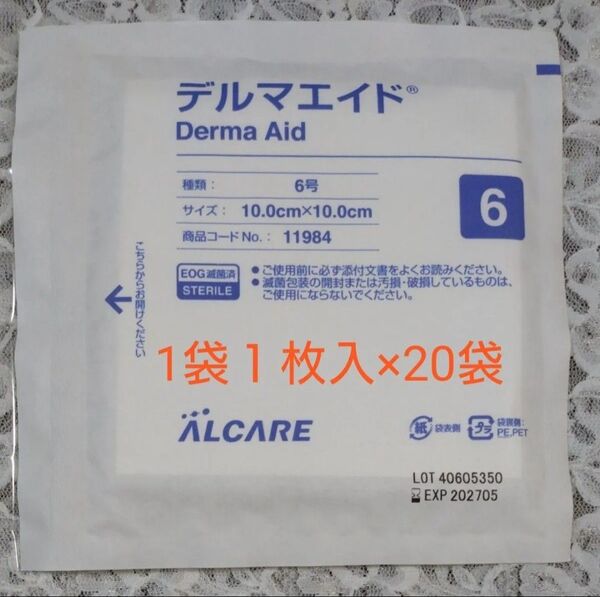 デルマエイド®
Derma Aid
種類： 6号
サイズ： 10.0cm×10.0cm
商品コードNo.： 11984
6
こちらからお開けください
EOG滅菌済
STERILE
●ご使用前に必ず添付文書をよくお読みください。
●滅菌包装の開封または汚損・破損しているものは、
ご使用にならないでください。
1袋１枚入×20袋
ALCARE
紙 袋表側
プラ 袋裏側：
PE,PET
LOT 40605350
EXP 202705